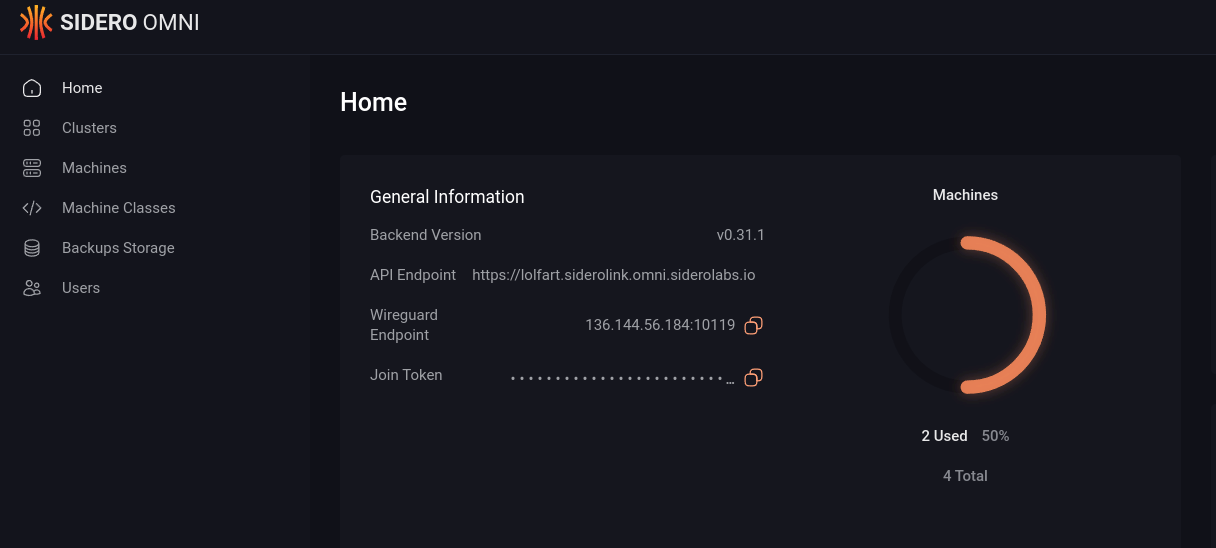 SIDERO OMNI
Home
Clusters
Machines
Machine Classes
Backups Storage
Users
Home
General Information
Backend Version v0.31.1
API Endpoint https://lolfart.siderolink.omni.siderolabs.io
Wireguard
Endpoint
136.144.56.184:10119
Join Token •••••••••••••••••••••••• …
Machines
2 Used 50%
4 Total